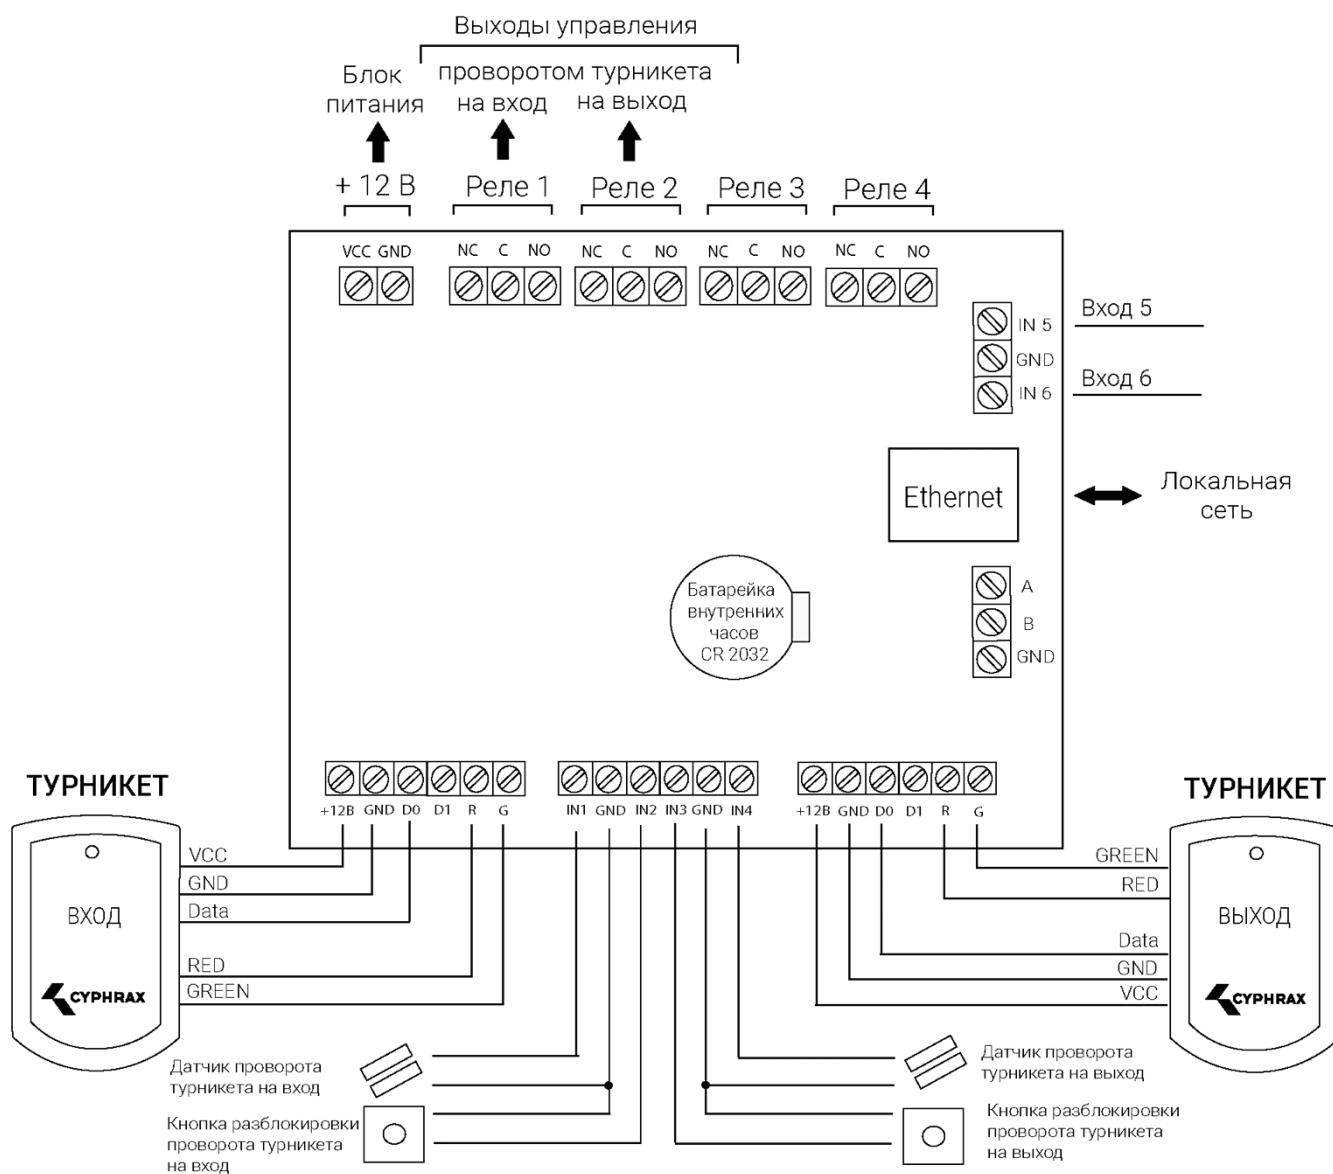 Выходы управления
Блок
питания
проворотом турникета
на вход
на выход
+ 12 В
Реле 1
Реле 2
Реле 3
Реле 4
VCC GND
NC C NO
NC C NO
NC C NO
NC C NO
IN 5
GND
IN 6
Вход 5
Вход 6
Ethernet
Локальная
сеть
Батарейка
внутренних
часов
CR 2032
A
B
GND
+12В GND D0 D1 R G
IN1 GND IN2 IN3 GND IN4
+12В GND D0 D1 R G
ТУРНИКЕТ
ВХОД
CYPHRAX
VCC
GND
Data
RED
GREEN
ТУРНИКЕТ
ВЫХОД
CYPHRAX
GREEN
RED
Data
GND
VCC
Датчик проворота
турникета на вход
Кнопка разблокировки
проворота турникета
на вход
Датчик проворота
турникета на выход
Кнопка разблокировки
проворота турникета
на выход